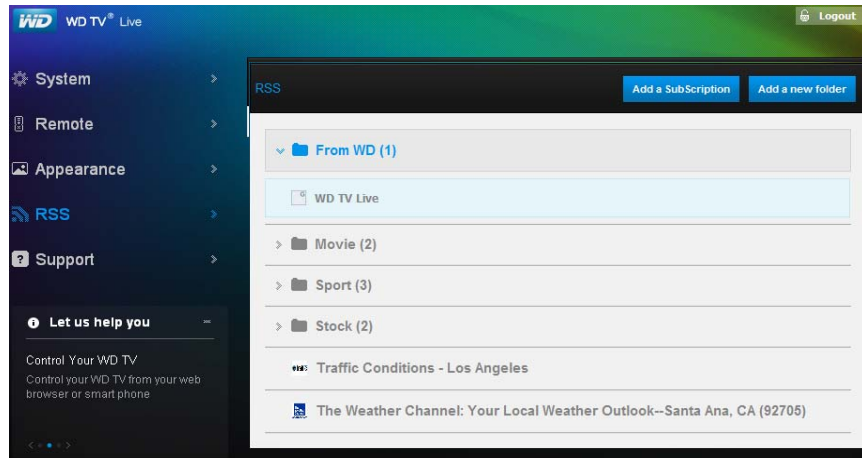 WD WD TV® Live
Logout
System
Remote
Appearance
RSS
Support
Let us help you
Control Your WD TV
Control your WD TV from your web
browser or smart phone
RSS
Add a SubScription
Add a new folder
From WD (1)
WD TV Live
Movie (2)
Sport (3)
Stock (2)
Traffic Conditions - Los Angeles
The Weather Channel: Your Local Weather Outlook--Santa Ana, CA (92705)